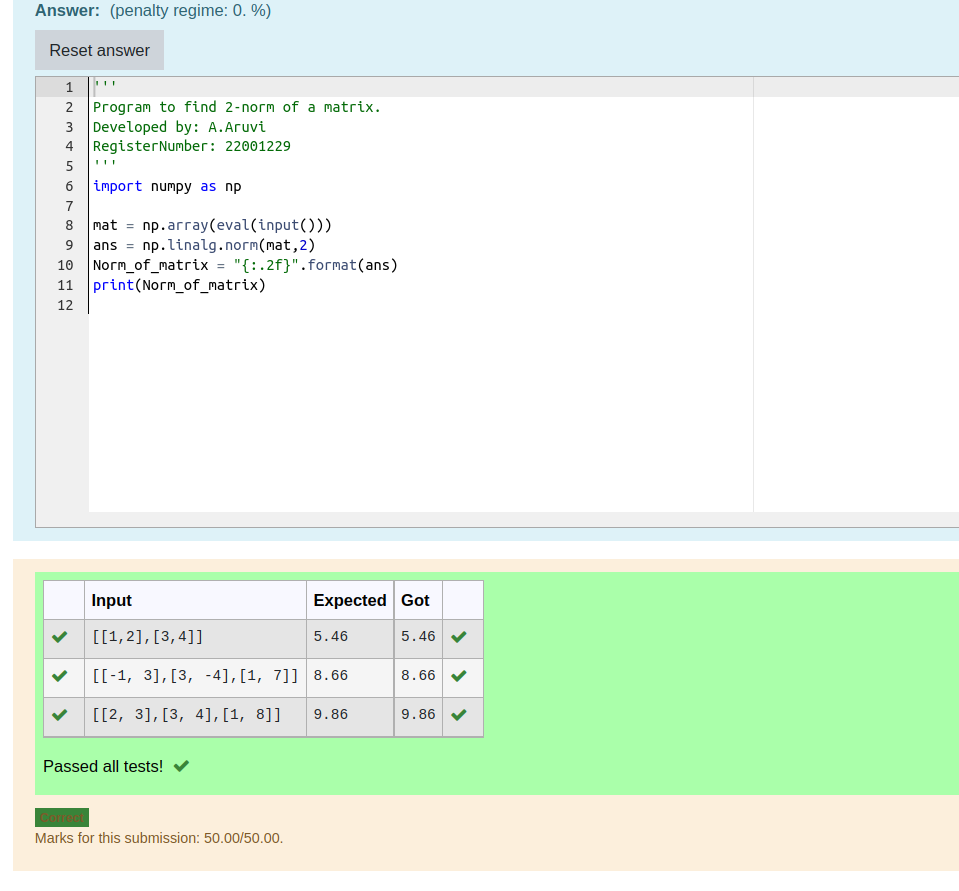 Answer: (penalty regime: 0. %)
Reset answer
1 '''
2 Program to find 2-norm of a matrix.
3 Developed by: A.Aruvi
4 RegisterNumber: 22001229
5 '''
6 import numpy as np
7
8 mat = np.array(eval(input()))
9 ans = np.linalg.norm(mat,2)
10 Norm_of_matrix = "{:.2f}".format(ans)
11 print(Norm_of_matrix)
12
Input Expected Got
[[1,2],[3,4]] 5.46 5.46
[[-1, 3],[3, -4],[1, 7]] 8.66 8.66
[[2, 3],[3, 4],[1, 8]] 9.86 9.86
Passed all tests!
Correct
Marks for this submission: 50.00/50.00.